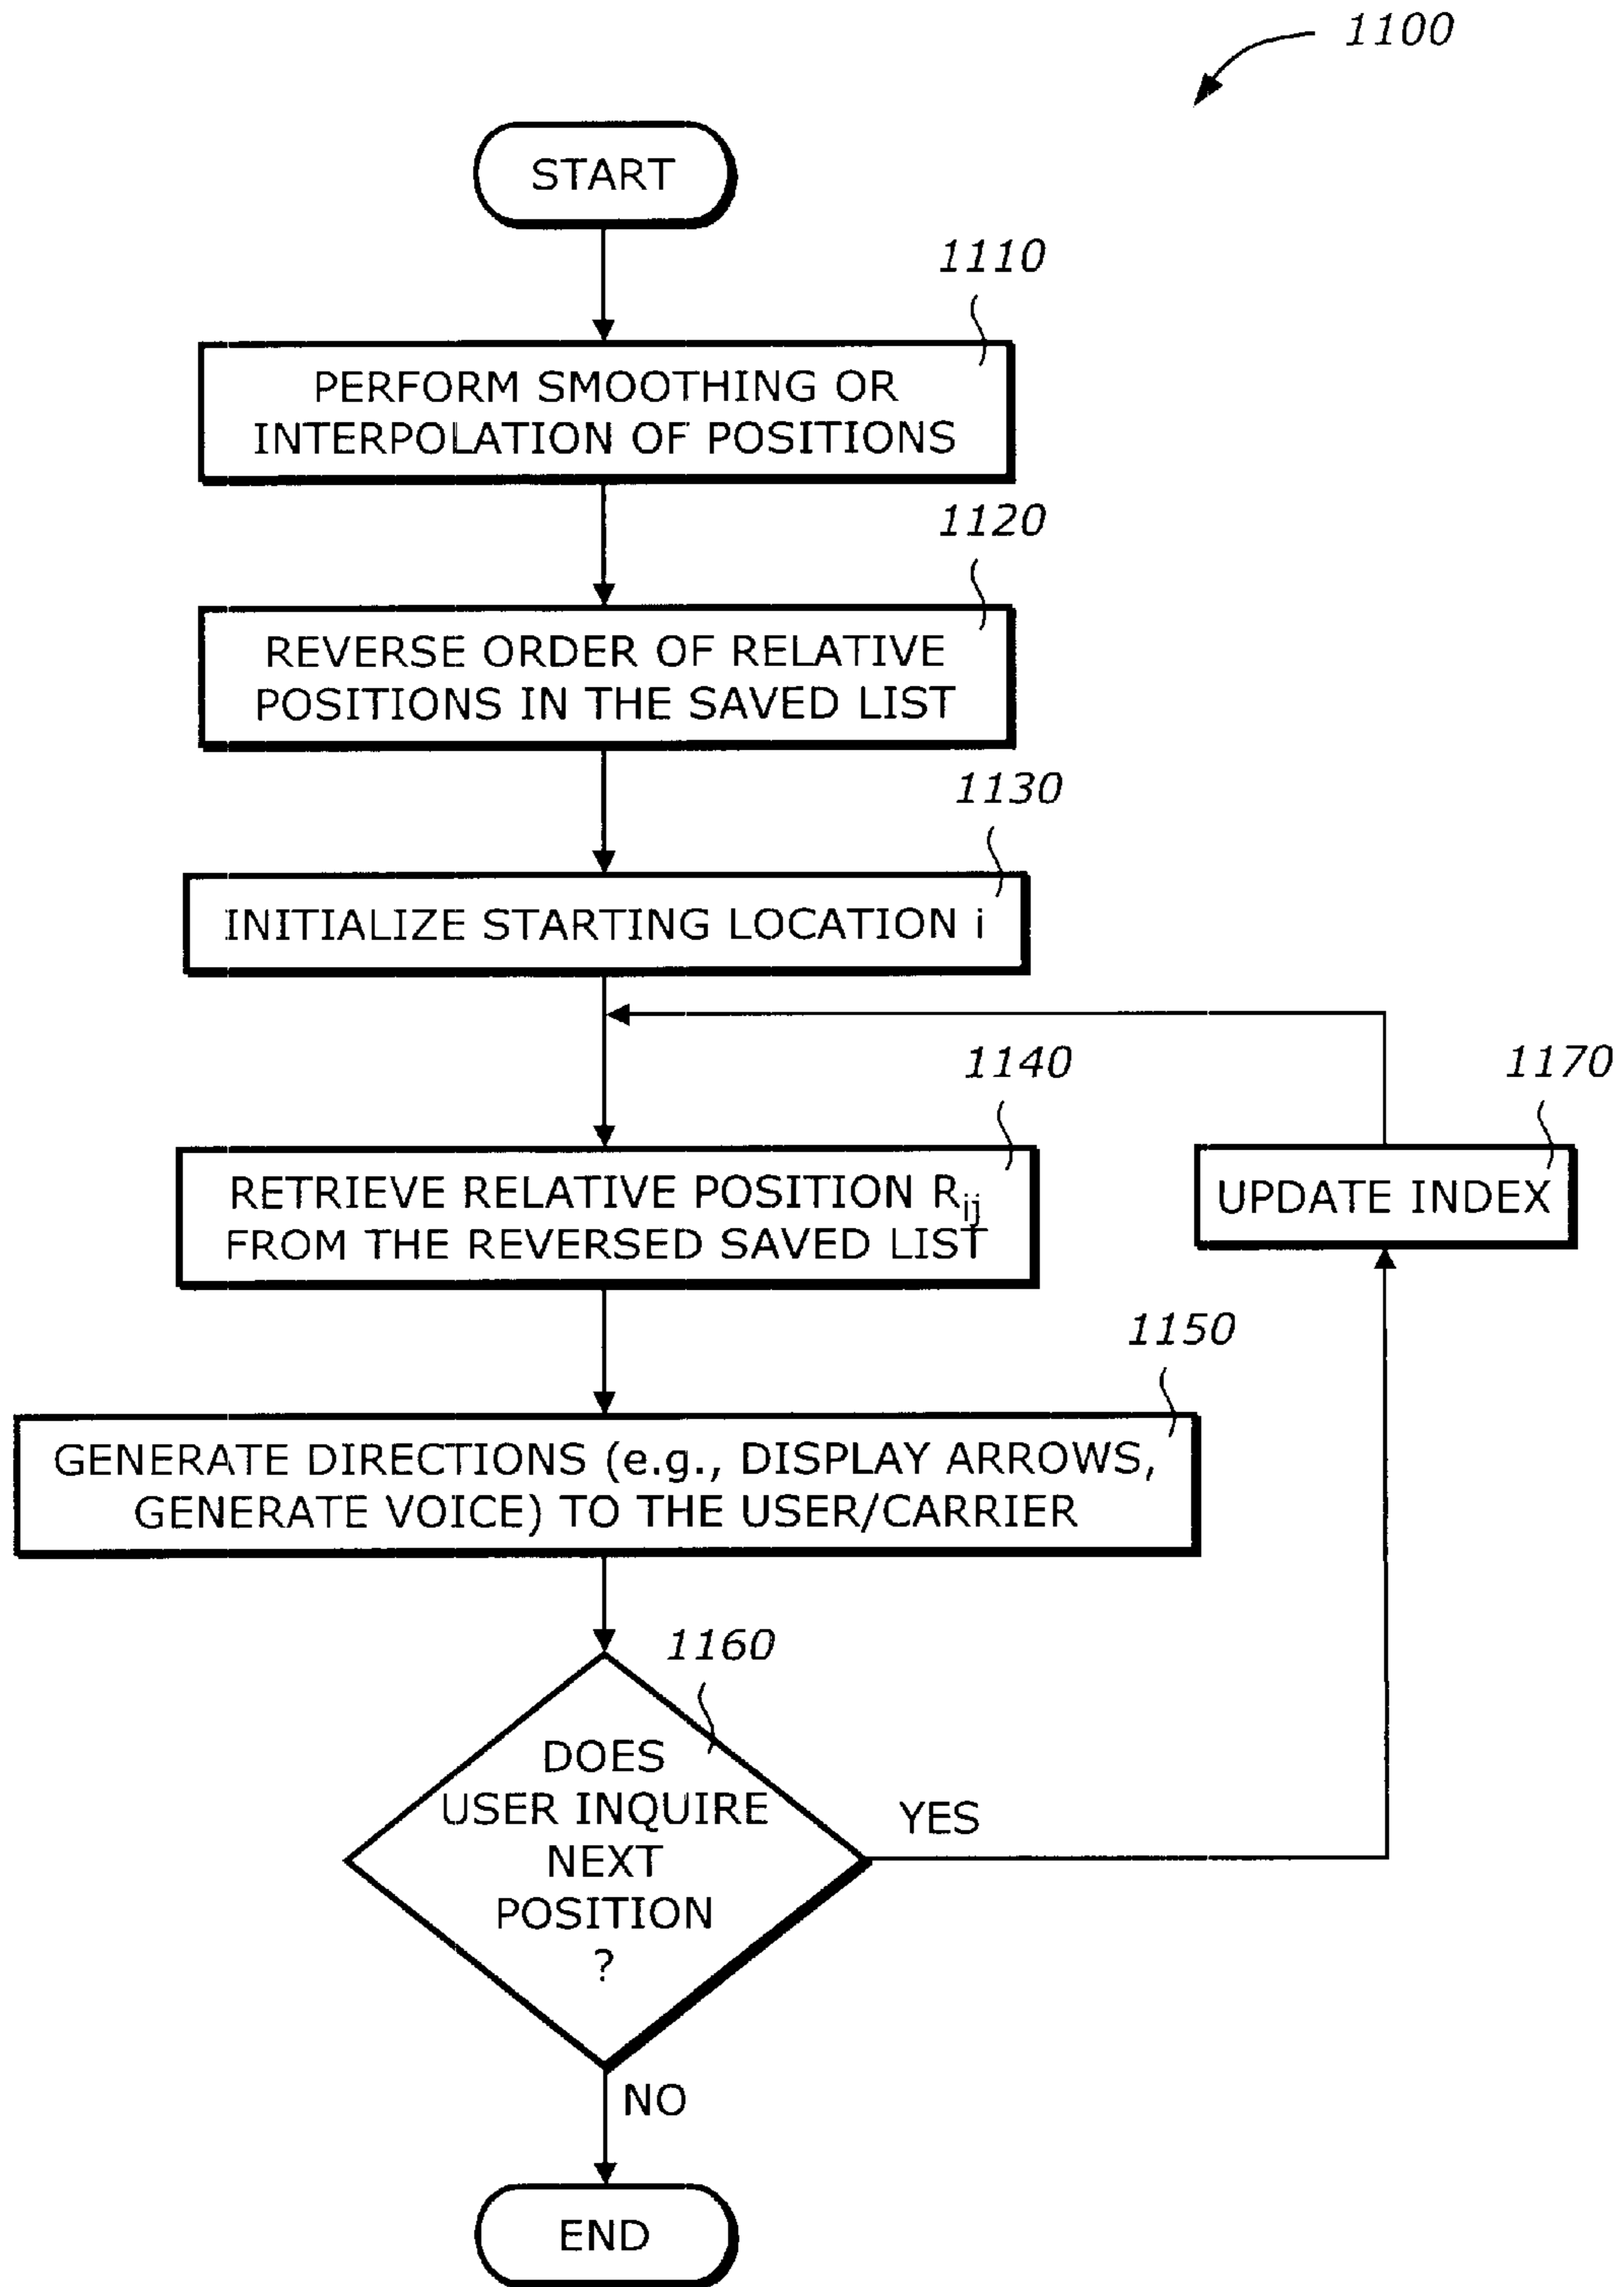 1100
START
1110
PERFORM SMOOTHING OR
INTERPOLATION OF POSITIONS
1120
REVERSE ORDER OF RELATIVE
POSITIONS IN THE SAVED LIST
1130
INITIALIZE STARTING LOCATION i
1140
RETRIEVE RELATIVE POSITION Rij
FROM THE REVERSED SAVED LIST
1170
UPDATE INDEX
1150
GENERATE DIRECTIONS (e.g., DISPLAY ARROWS,
GENERATE VOICE) TO THE USER/CARRIER
1160
DOES
USER INQUIRE
NEXT
POSITION
?
YES
NO
END